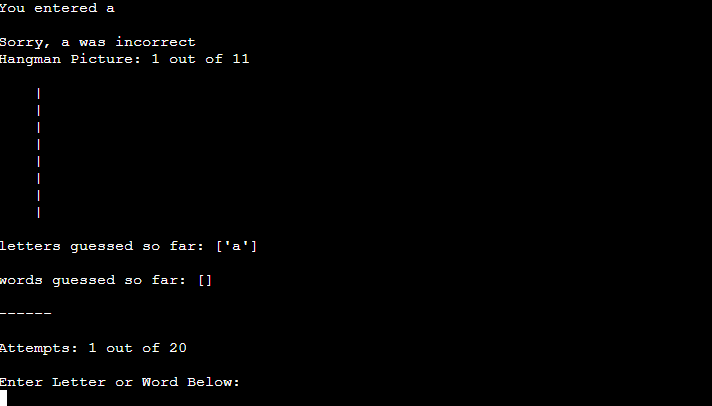 You entered a
Sorry, a was incorrect
Hangman Picture: 1 out of 11
|
|
|
|
|
|
|
|
letters guessed so far: ['a']
words guessed so far: []
------
Attempts: 1 out of 20
Enter Letter or Word Below: